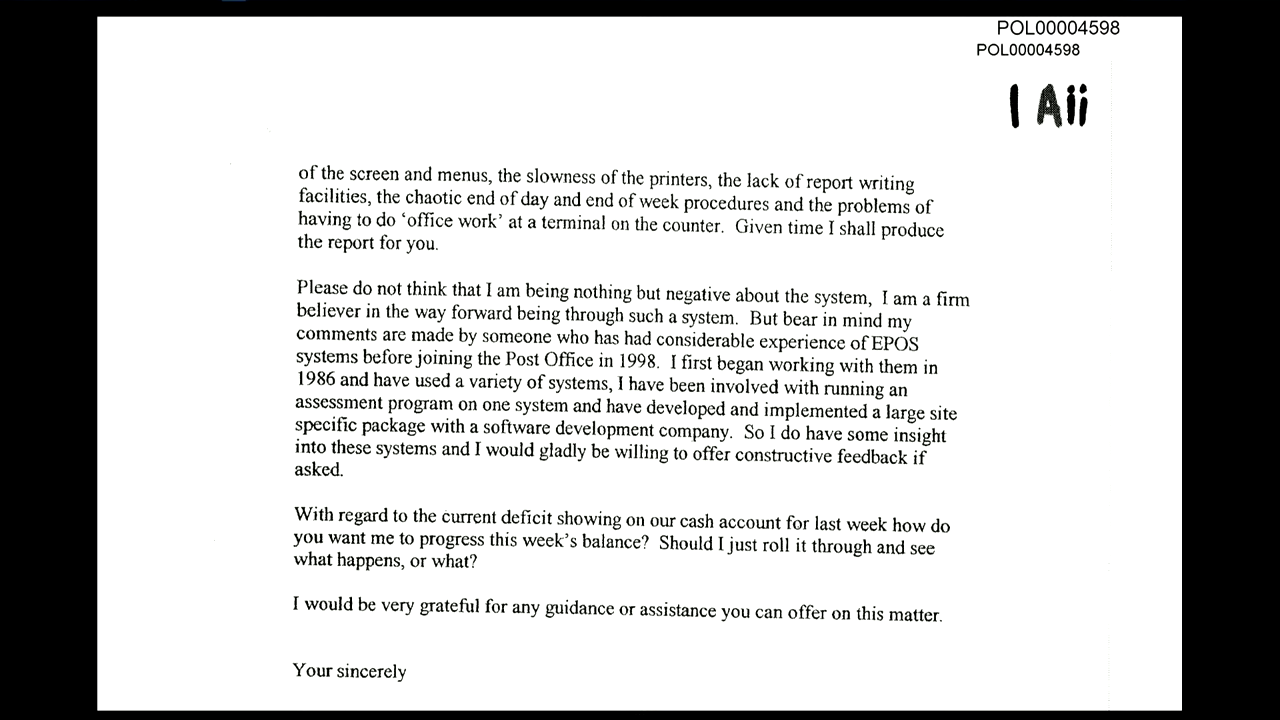 POL00004598
POL00004598
I Aii
of the screen and menus, the slowness of the printers, the lack of report writing
facilities, the chaotic end of day and end of week procedures and the problems of
having to do ‘office work’ at a terminal on the counter.  Given time I shall produce
the report for you.
Please do not think that I am being nothing but negative about the system,  I am a firm
believer in the way forward being through such a system.  But bear in mind my
comments are made by someone who has had considerable experience of EPOS
systems before joining the Post Office in 1998.  I first began working with them in
1986 and have used a variety of systems, I have been involved with running an
assessment program on one system and have developed and implemented a large site
specific package with a software development company.  So I do have some insight
into these systems and I would gladly be willing to offer constructive feedback if
asked.
With regard to the current deficit showing on our cash account for last week how do
you want me to progress this week’s balance?  Should I just roll it through and see
what happens, or what?
I would be very grateful for any guidance or assistance you can offer on this matter.
Your sincerely